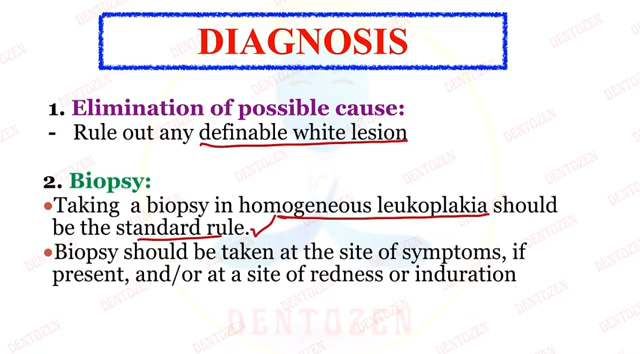 DIAGNOSIS
1. Elimination of possible cause:
- Rule out any definable white lesion
2. Biopsy:
•Taking a biopsy in homogeneous leukoplakia should
be the standard rule.
•Biopsy should be taken at the site of symptoms, if
present, and/or at a site of redness or induration
DENTOZEN